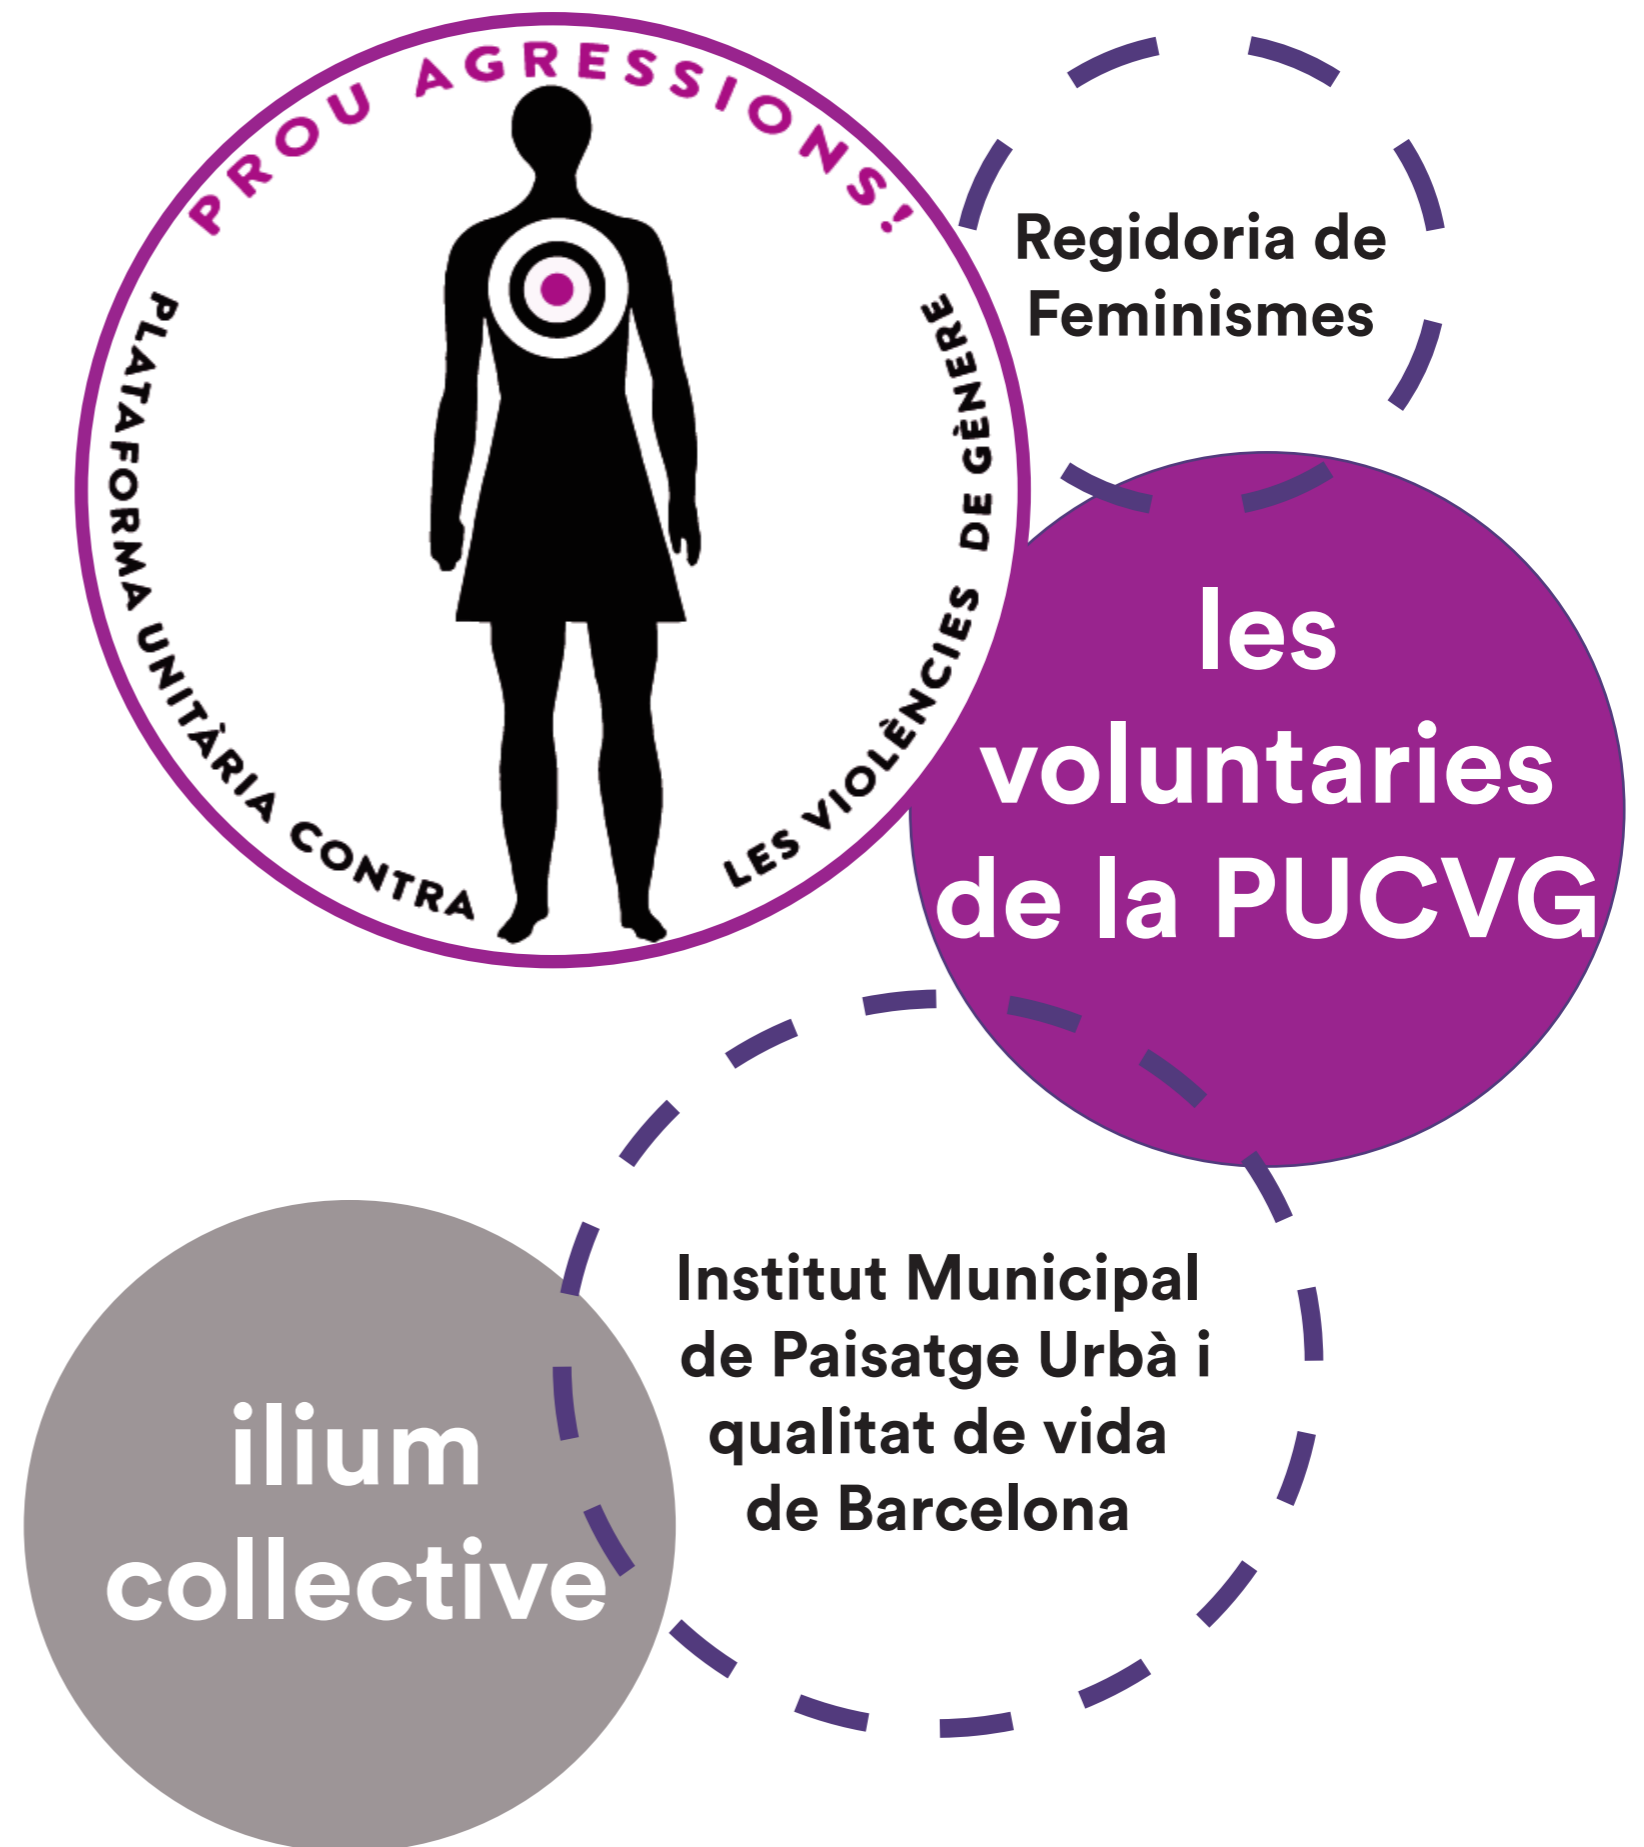 PROU AGRESSIONS!
PLATAFORMA UNITÀRIA CONTRA
LES VIOLÈNCIES DE GÈNERE
Regidoria de
Feminismes
les
voluntaries
de la PUCVG
Institut Municipal
de Paisatge Urbà i
qualitat de vida
de Barcelona
ilium
collective